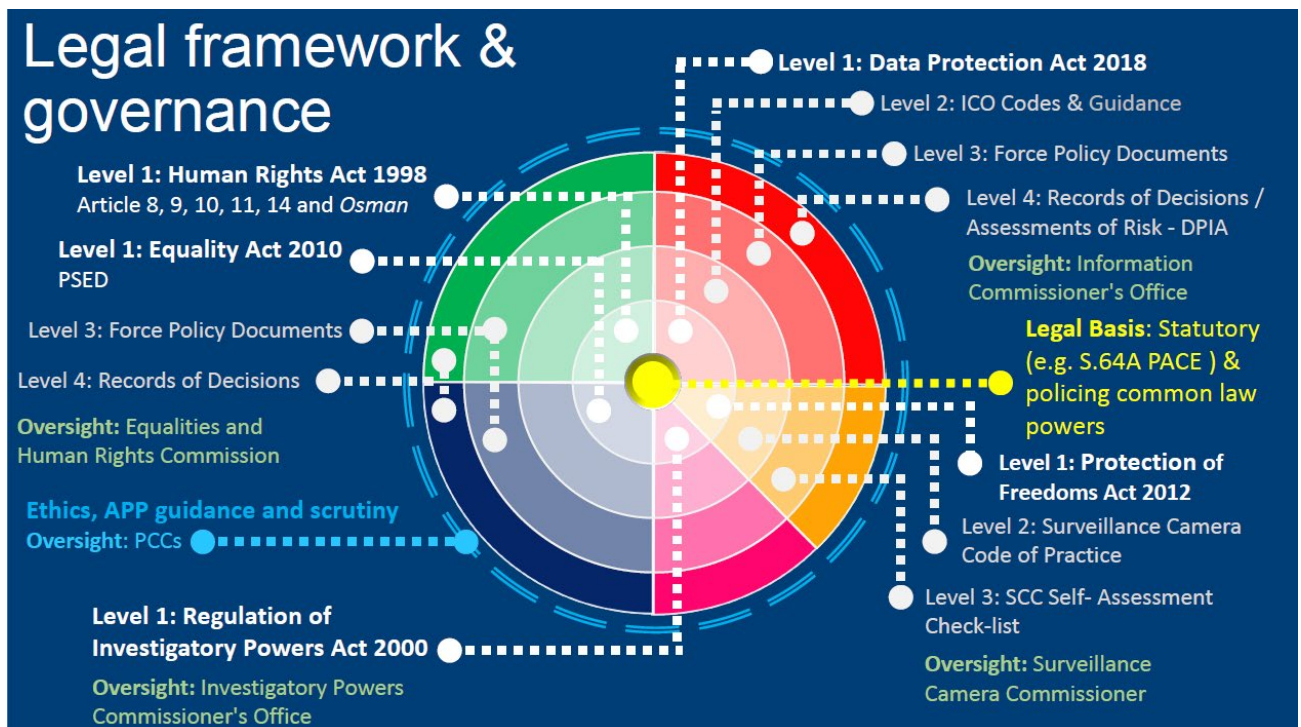 Legal framework &
governance
Level 1: Human Rights Act 1998
Article 8, 9, 10, 11, 14 and Osman
Level 1: Equality Act 2010
PSED
Level 3: Force Policy Documents
Level 4: Records of Decisions
Oversight: Equalities and
Human Rights Commission
Ethics, APP guidance and scrutiny
Oversight: PCCs
Level 1: Regulation of
Investigatory Powers Act 2000
Oversight: Investigatory Powers
Commissioner's Office
Level 1: Data Protection Act 2018
Level 2: ICO Codes & Guidance
Level 3: Force Policy Documents
Level 4: Records of Decisions /
Assessments of Risk - DPIA
Oversight: Information
Commissioner's Office
Legal Basis: Statutory
(e.g. S.64A PACE ) &
policing common law
powers
Level 1: Protection of
Freedoms Act 2012
Level 2: Surveillance Camera
Code of Practice
Level 3: SCC Self- Assessment
Check-list
Oversight: Surveillance
Camera Commissioner